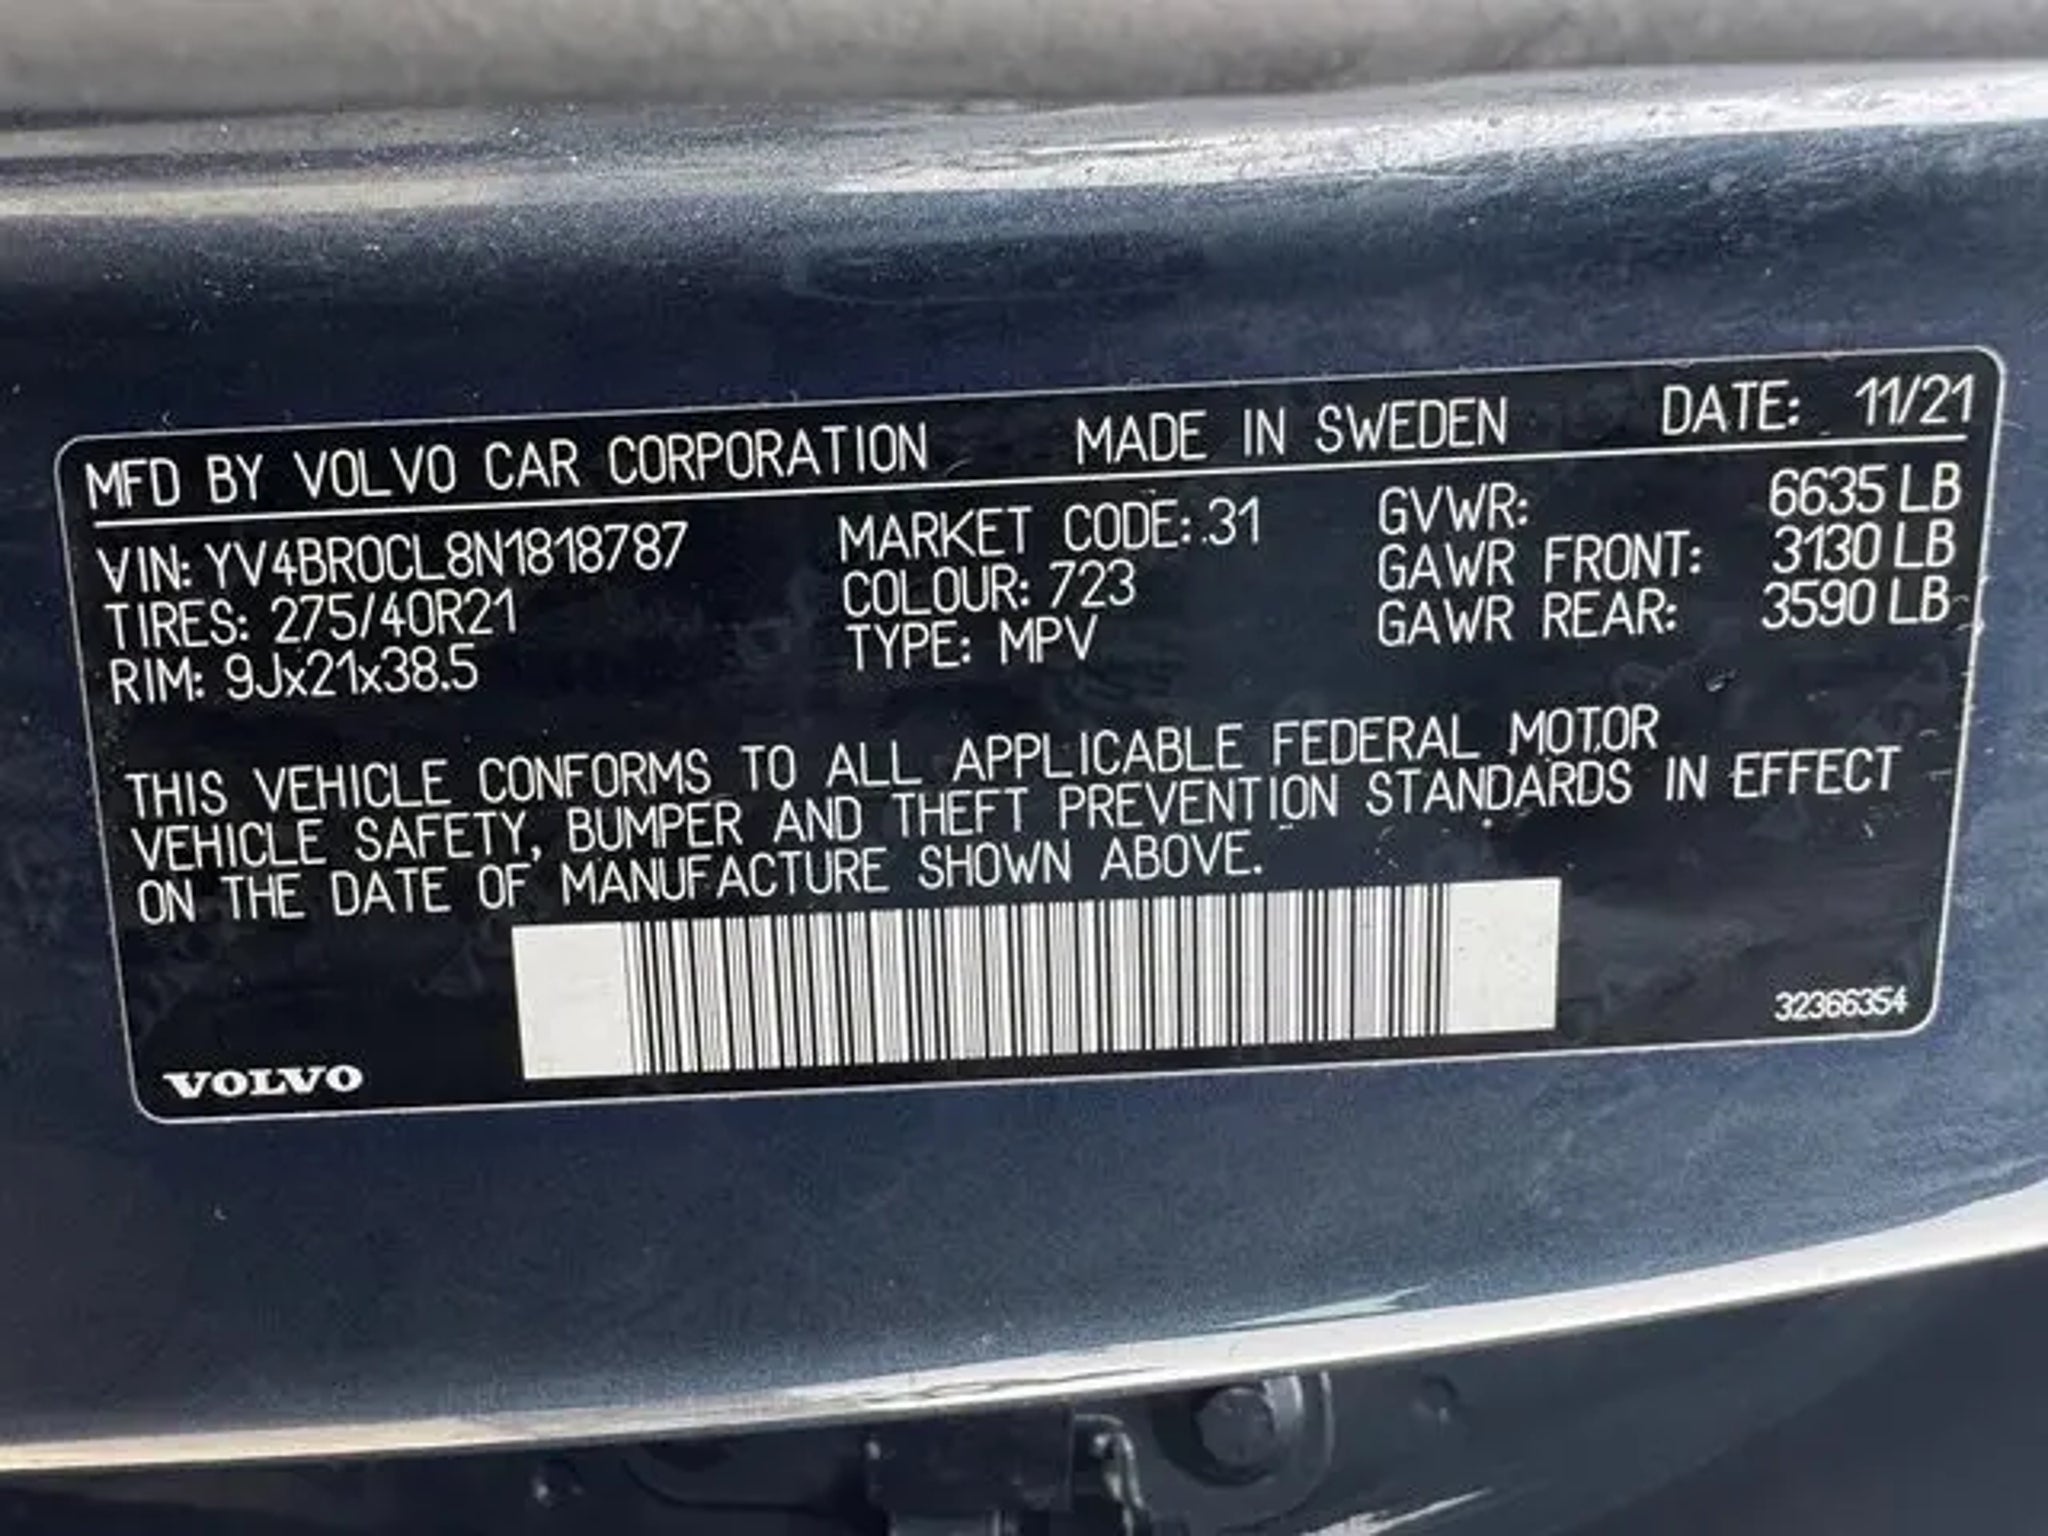 MFD BY VOLVO CAR CORPORATION MADE IN SWEDEN DATE: 11/21
VIN: YV4BR0CL8N1818787 MARKET CODE: 31 GVWR: 6635 LB
TIRES: 275/40R21 COLOUR: 723 GAWR FRONT: 3130 LB
RIM: 9Jx21x38.5 TYPE: MPV GAWR REAR: 3590 LB
THIS VEHICLE CONFORMS TO ALL APPLICABLE FEDERAL MOTOR
VEHICLE SAFETY, BUMPER AND THEFT PREVENTION STANDARDS IN EFFECT
ON THE DATE OF MANUFACTURE SHOWN ABOVE.
32366354
VOLVO